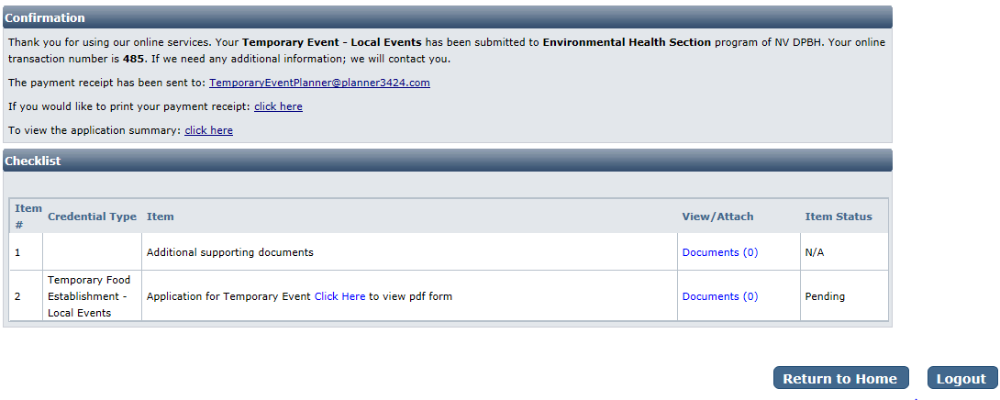 Confirmation
Thank you for using our online services. Your Temporary Event - Local Events has been submitted to Environmental Health Section program of NV DPBH. Your online
transaction number is 485. If we need any additional information; we will contact you.
The payment receipt has been sent to: TemporaryEventPlanner@planner3424.com
If you would like to print your payment receipt: click here
To view the application summary: click here
Checklist
Item # Credential Type Item View/Attach Item Status
1 Additional supporting documents Documents (0) N/A
2 Temporary Food Establishment - Local Events Application for Temporary Event Click Here to view pdf form Documents (0) Pending
Return to Home Logout